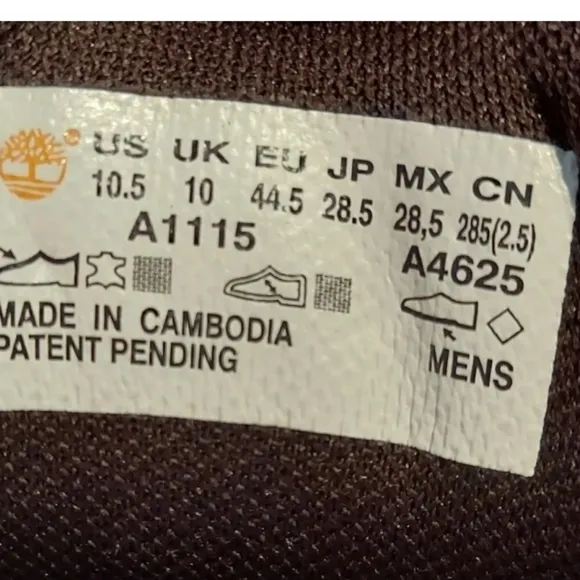 US UK EU JP MX CN
10.5 10 44.5 28.5 28,5 285(2.5)
A1115 A4625
MADE IN CAMBODIA
PATENT PENDING
MENS